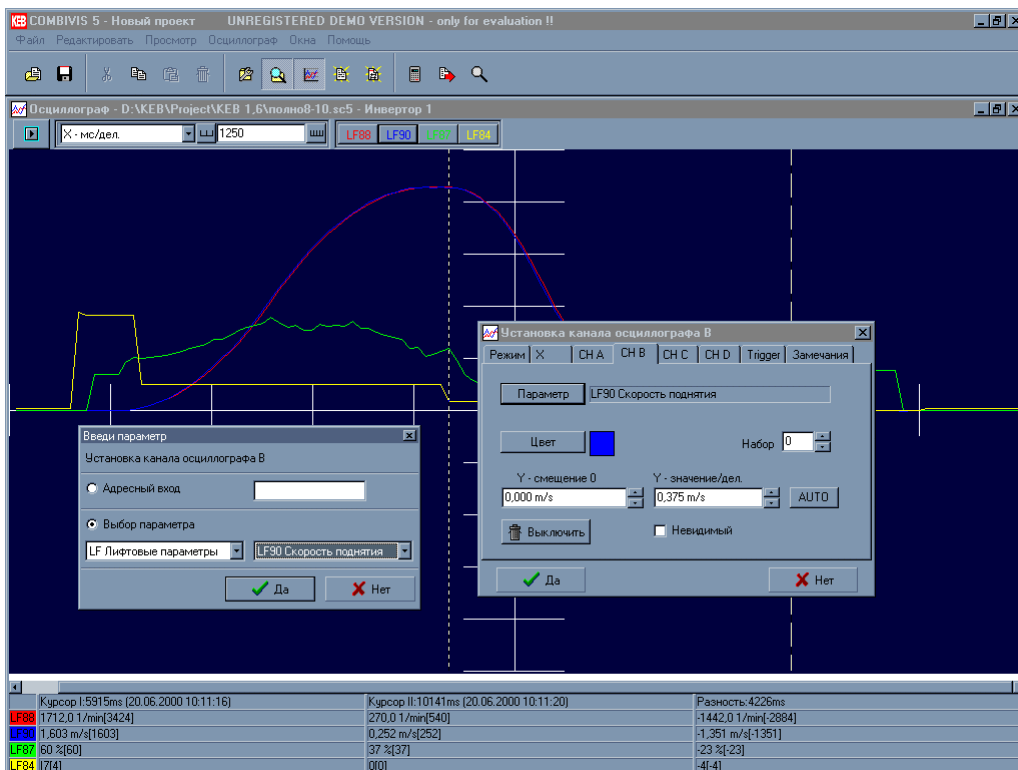 KEB COMBIVIS 5 - Новый проект UNREGISTERED DEMO VERSION - only for evaluation !!
Файл Редактировать Просмотр Осциллограф Окна Помощь
Осциллограф - D:\KEB\Project\KEB 1,6\полно8-10.sc5 - Инвертор 1
X - мс/дел. 1250 LF88 LF90 LF87 LF84
Установка канала осциллографа B
Режим X CH A CH B CH C CH D Trigger Замечания
Параметр LF90 Скорость поднятия
Цвет Набор 0
Y - смещение 0 Y - значение/дел.
0,000 m/s 0,375 m/s AUTO
Выключить Невидимый
Да Нет
Введи параметр
Установка канала осциллографа B
Адресный вход
Выбор параметра
LF Лифтовые параметры LF90 Скорость поднятия
Да Нет
Курсор I:5915ms (20.06.2000 10:11:16) Курсор II:10141ms (20.06.2000 10:11:20) Разность:4226ms
LF88 1712,0 1/min[3424] 270,0 1/min[540] -1442,0 1/min[-2884]
LF90 1,603 m/s[1603] 0,252 m/s[252] -1,351 m/s[-1351]
LF87 60 %[60] 37 %[37] -23 %[-23]
LF84 [7[4] 0[0] -4[-4]